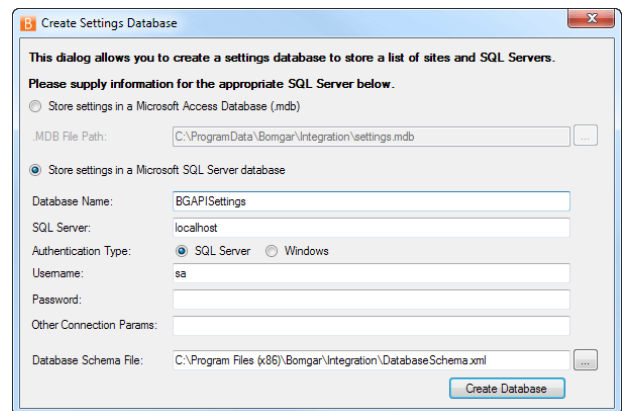 B Create Settings Database
This dialog allows you to create a settings database to store a list of sites and SQL Servers.
Please supply information for the appropriate SQL Server below.
Store settings in a Microsoft Access Database (.mdb)
.MDB File Path: C:\ProgramData\Bomgar\Integration\settings.mdb ...
Store settings in a Microsoft SQL Server database
Database Name: BGAPISettings
SQL Server: localhost
Authentication Type: SQL Server Windows
Username: sa
Password:
Other Connection Params:
Database Schema File: C:\Program Files (x86)\Bomgar\Integration\DatabaseSchema.xml ...
Create Database